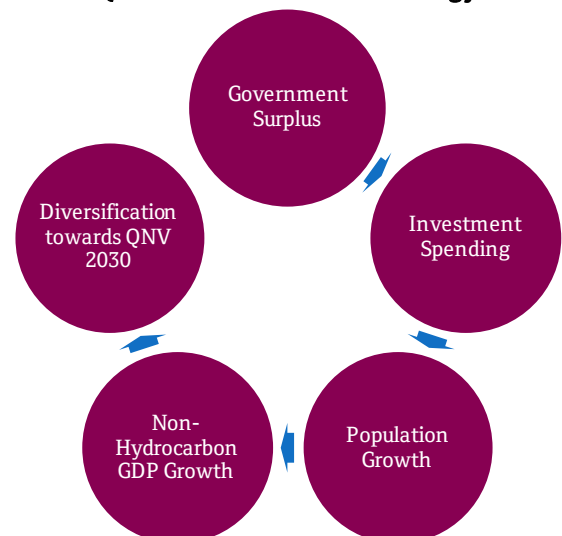 Government
Surplus
Investment
Spending
Population
Growth
Non-
Hydrocarbon
GDP Growth
Diversification
towards QNV
2030